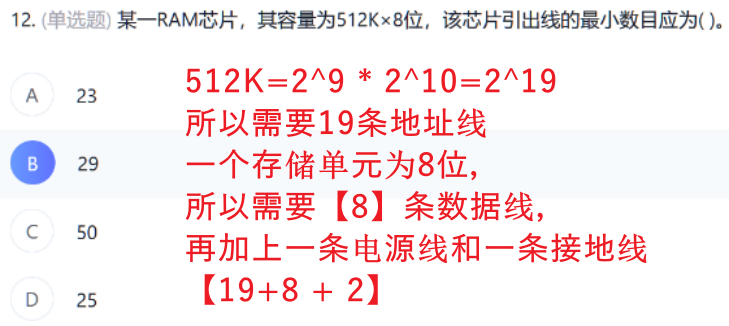 12. (单选题) 某一RAM芯片，其容量为512K×8位，该芯片引出线的最小数目应为( )。
A 23
B 29
C 50
D 25
512K=2^9 * 2^10=2^19
所以需要19条地址线
一个存储单元为8位,
所以需要【8】条数据线,
再加上一条电源线和一条接地线
【19+8 + 2】